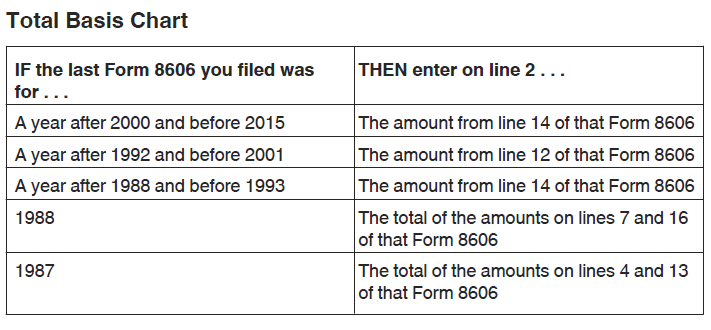 Total Basis Chart
IF the last Form 8606 you filed was THEN enter on line 2 . . .
for . . .
A year after 2000 and before 2015 The amount from line 14 of that Form 8606
A year after 1992 and before 2001 The amount from line 12 of that Form 8606
A year after 1988 and before 1993 The amount from line 14 of that Form 8606
1988 The total of the amounts on lines 7 and 16
of that Form 8606
1987 The total of the amounts on lines 4 and 13
of that Form 8606